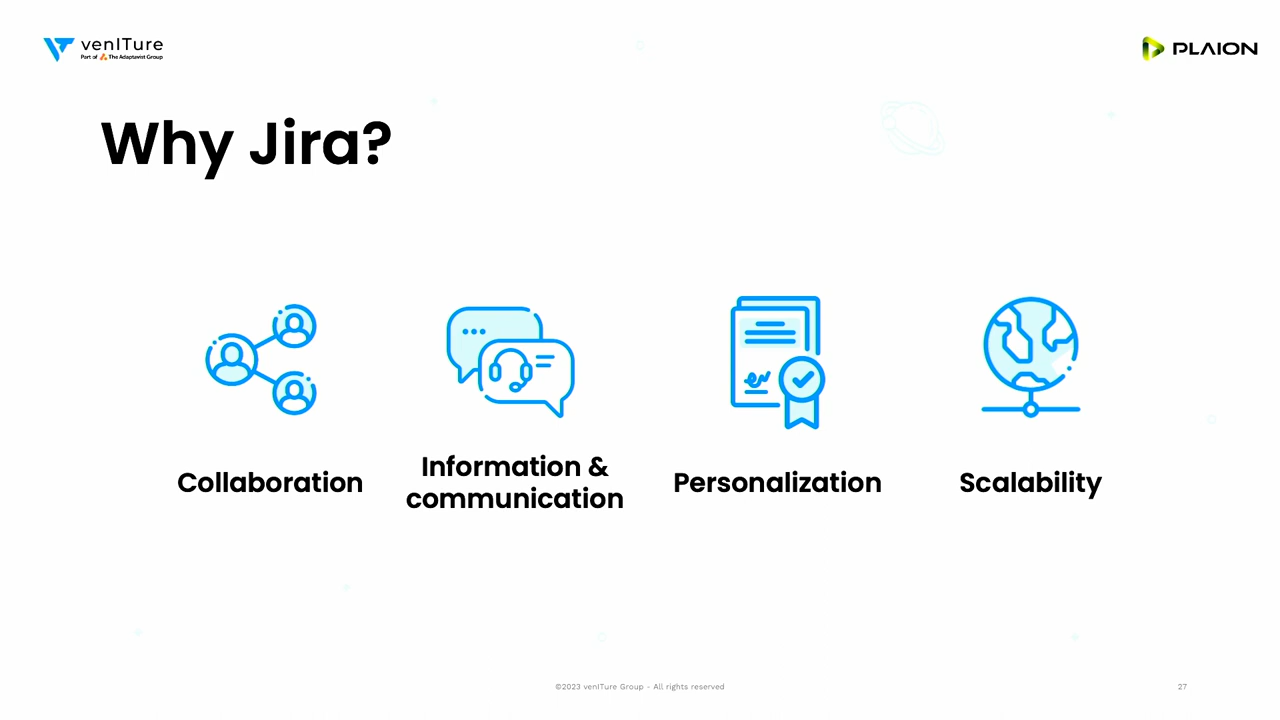 venITure
Part of The Adaptavist Group
PLAION
Why Jira?
Collaboration
Information &
communication
Personalization
Scalability
©2023 venITure Group - All rights reserved
27